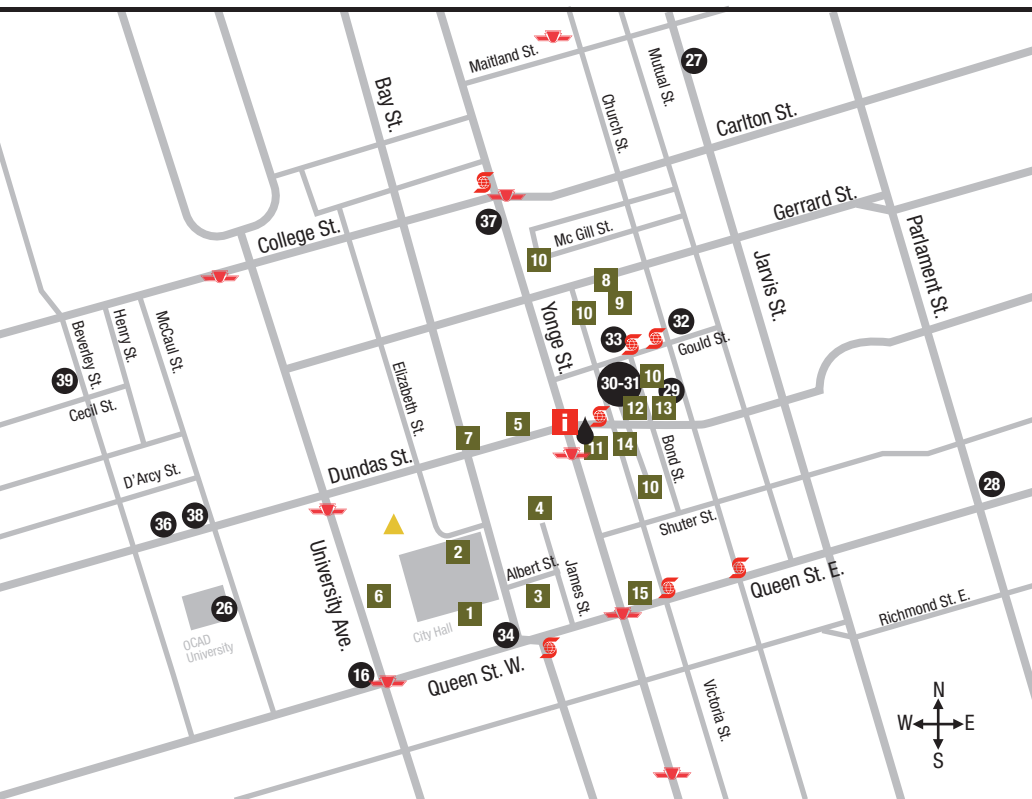 Maitland St.
Mutual St.
27
Bay St.
Church St.
Carlton St.
Gerrard St.
College St.
37
Mc Gill St.
10
8
9
10
Parlament St.
Jarvis St.
Yonge St.
32
33
Gould St.
Beverley St.
Henry St.
McCaul St.
39
Cecil St.
Elizabeth St.
30-31
10
29
12
13
5
i
7
11
14
Bond St.
Dundas St.
D'Arcy St.
10
28
36
38
4
Shuter St.
2
University Ave.
Albert St.
James St.
6
3
15
Queen St. E.
Richmond St. E.
26
1
City Hall
34
OCAD
University
16
Queen St. W.
Victoria St.
N
W
E
S